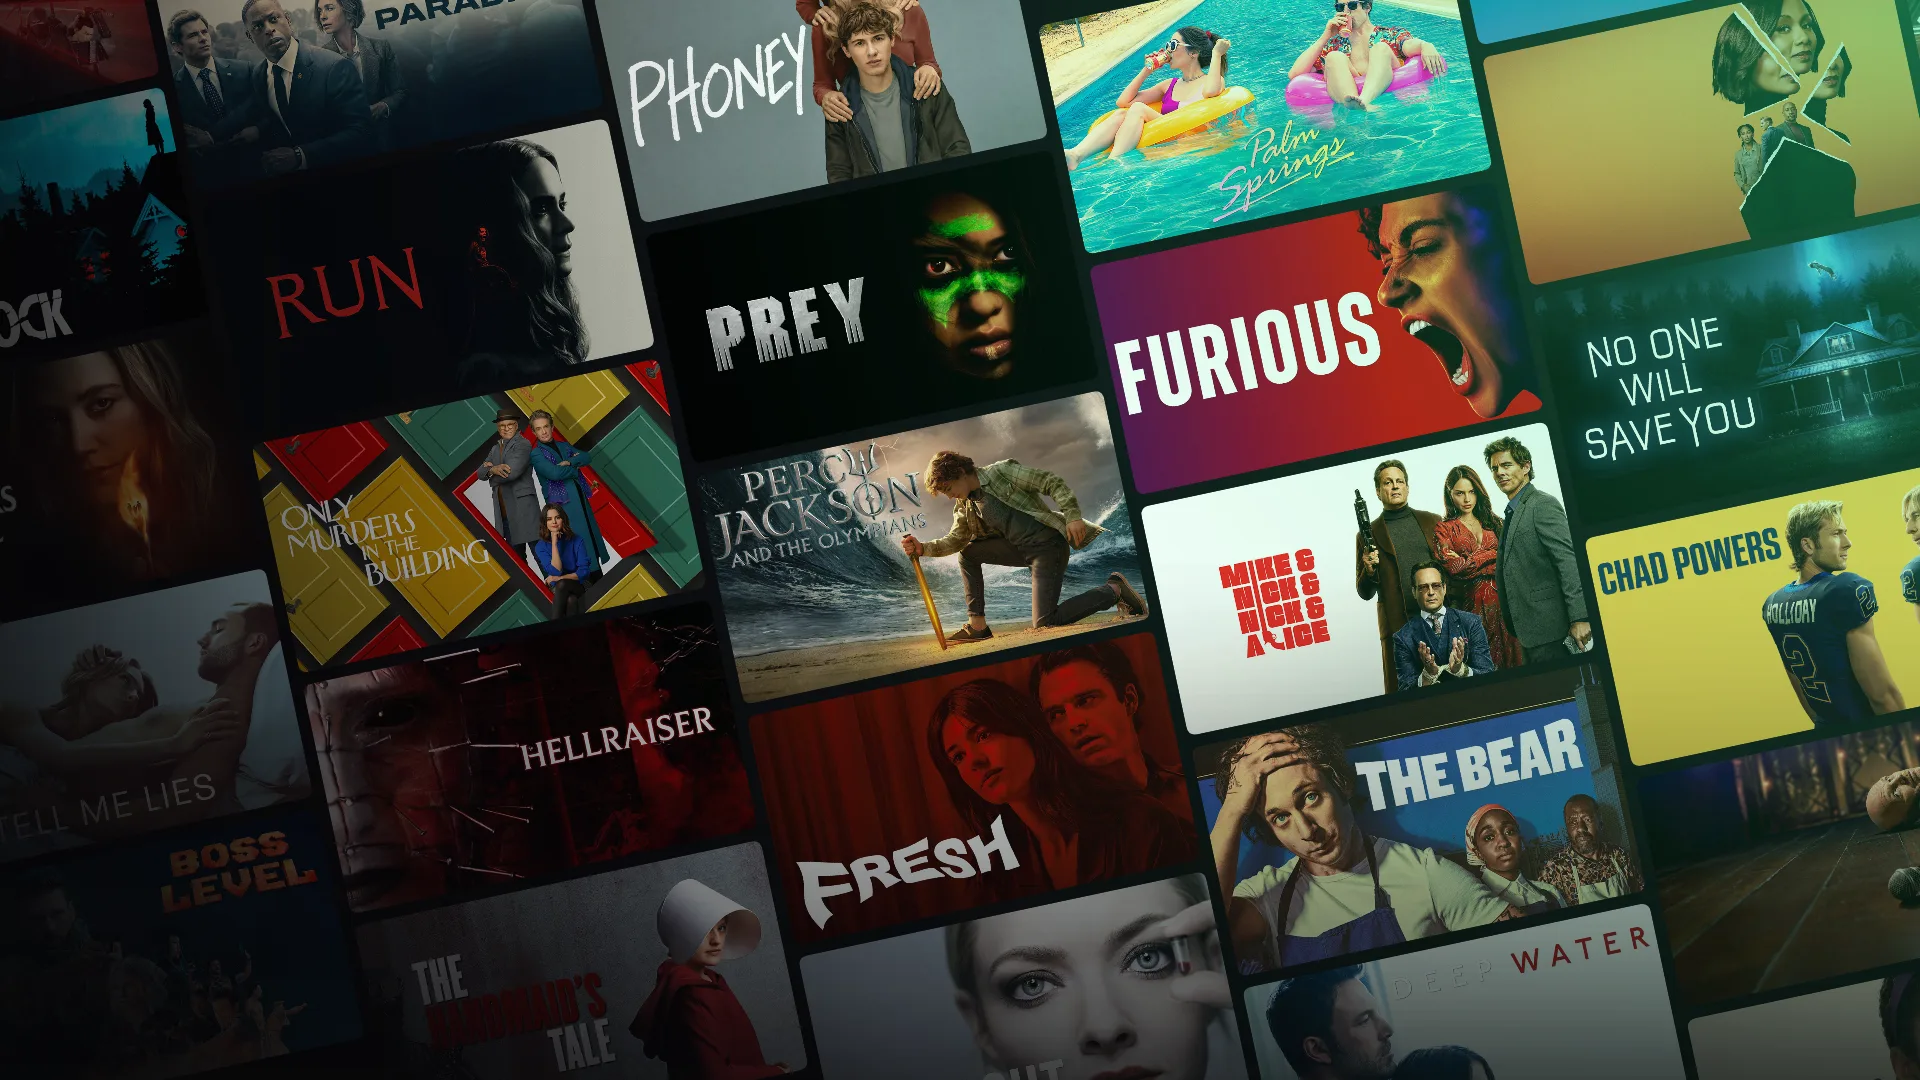 PHONEY
Palm
Springs
RUN
PREY
FURIOUS
NO ONE
WILL
SAVE YOU
ONLY
MURDERS
IN THE
BUILDING
PERCY
JACKSON
AND THE OLYMPIANS
MIKE &
NICK &
NICK &
ALICE
CHAD POWERS
HOLLIDAY
2
HELLRAISER
THE BEAR
TELL ME LIES
BOSS
LEVEL
FRESH
THE
HANDMAID'S
TALE
DEEP WATER